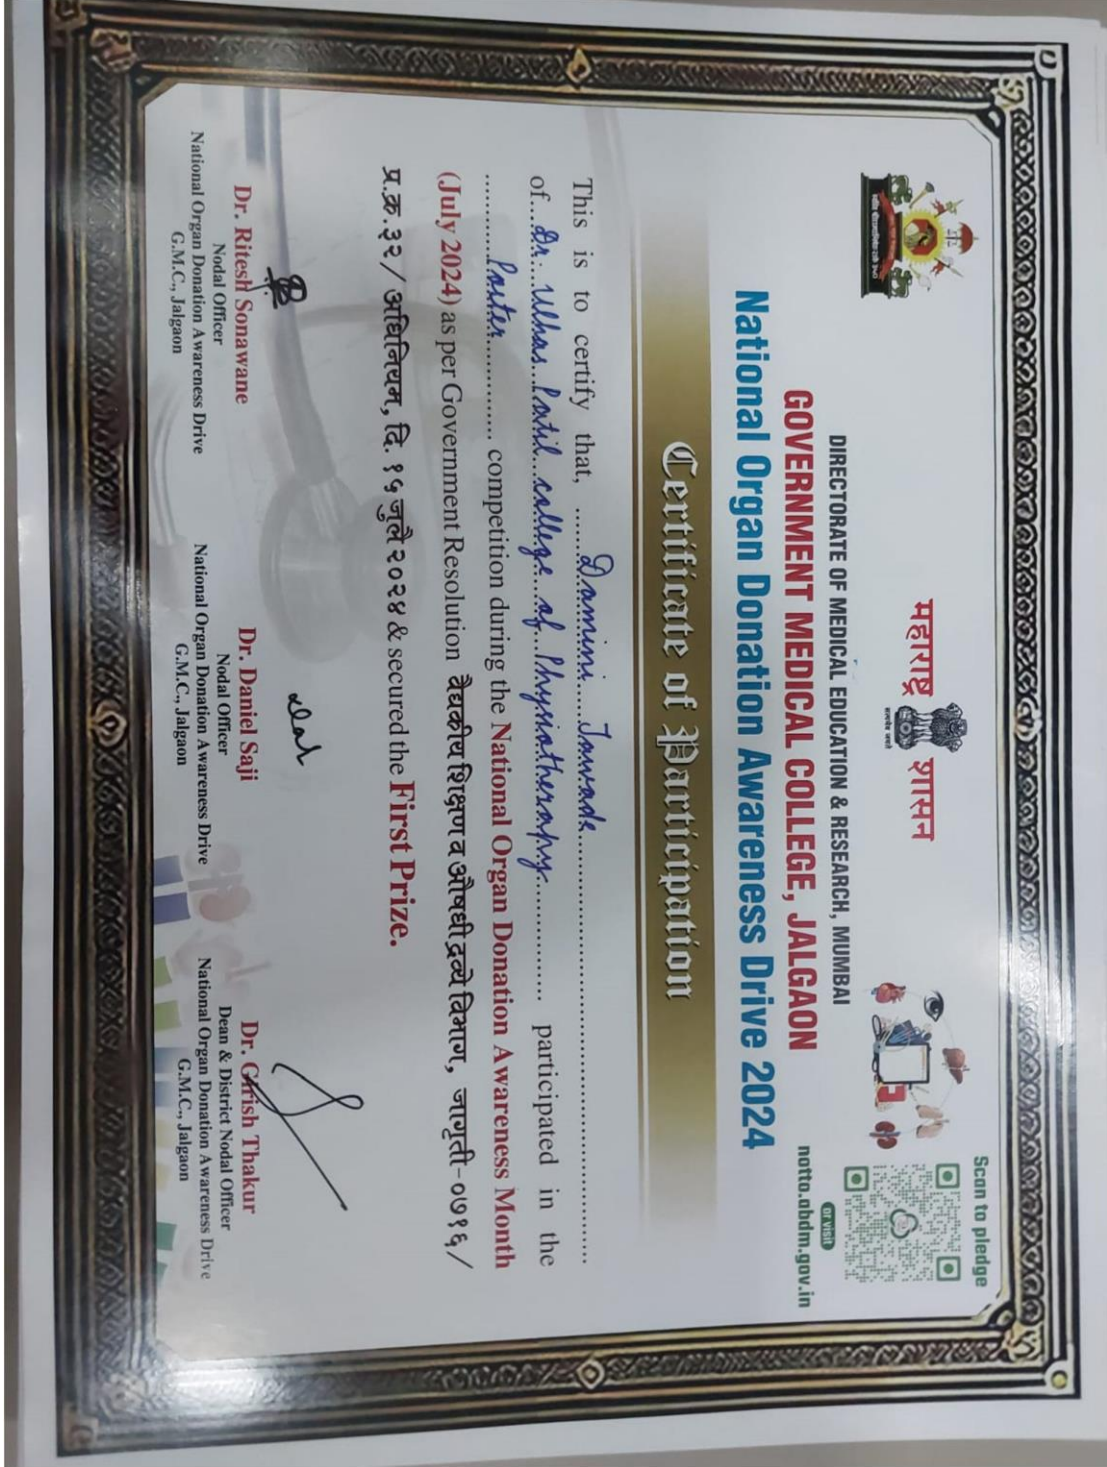 महाराष्ट्र शासन
सत्यमेव जयते
Scan to pledge
or visit
notto.abdm.gov.in
DIRECTORATE OF MEDICAL EDUCATION & RESEARCH, MUMBAI
GOVERNMENT MEDICAL COLLEGE, JALGAON
National Organ Donation Awareness Drive 2024
Certificate of Participation
This is to certify that, ......Damini....Jawade......................................................
of...Dr...Ulhas...Patil...college...of...Physiotherapy................ participated in the
............Poster............... competition during the National Organ Donation Awareness Month
(July 2024) as per Government Resolution वैद्यकीय शिक्षण व औषधी द्रव्ये विभाग, जागृती-०७१६/
प्र.क्र.३२/अधिनियम, दि. १६ जुलै २०२४ & secured the First Prize.
Dr. Ritesh Sonawane
Nodal Officer
National Organ Donation Awareness Drive
G.M.C., Jalgaon
Dr. Daniel Saji
Nodal Officer
National Organ Donation Awareness Drive
G.M.C., Jalgaon
Dr. Girish Thakur
Dean & District Nodal Officer
National Organ Donation Awareness Drive
G.M.C., Jalgaon